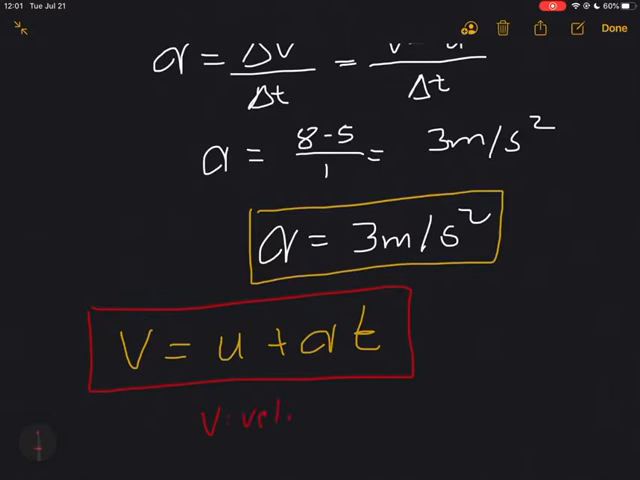 12:01 Tue Jul 21 60%
Done
a = Δv/Δt = v - u/Δt
a = 8-5/1 = 3m/s²
a = 3m/s²
v = u + at
v: vel.